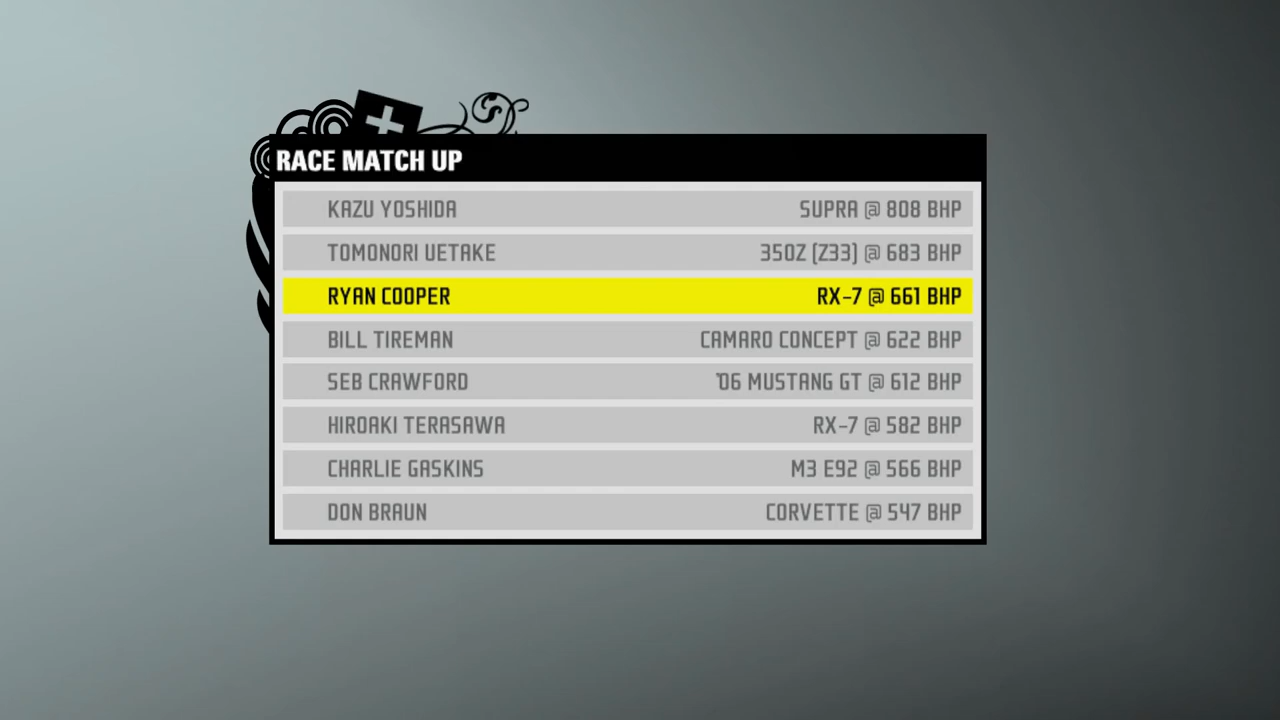 RACE MATCH UP
KAZU YOSHIDA SUPRA @ 808 BHP
TOMONORI UETAKE 350Z (Z33) @ 683 BHP
RYAN COOPER RX-7 @ 661 BHP
BILL TIREMAN CAMARO CONCEPT @ 622 BHP
SEB CRAWFORD '06 MUSTANG GT @ 612 BHP
HIROAKI TERASAWA RX-7 @ 582 BHP
CHARLIE GASKINS M3 E92 @ 566 BHP
DON BRAUN CORVETTE @ 547 BHP